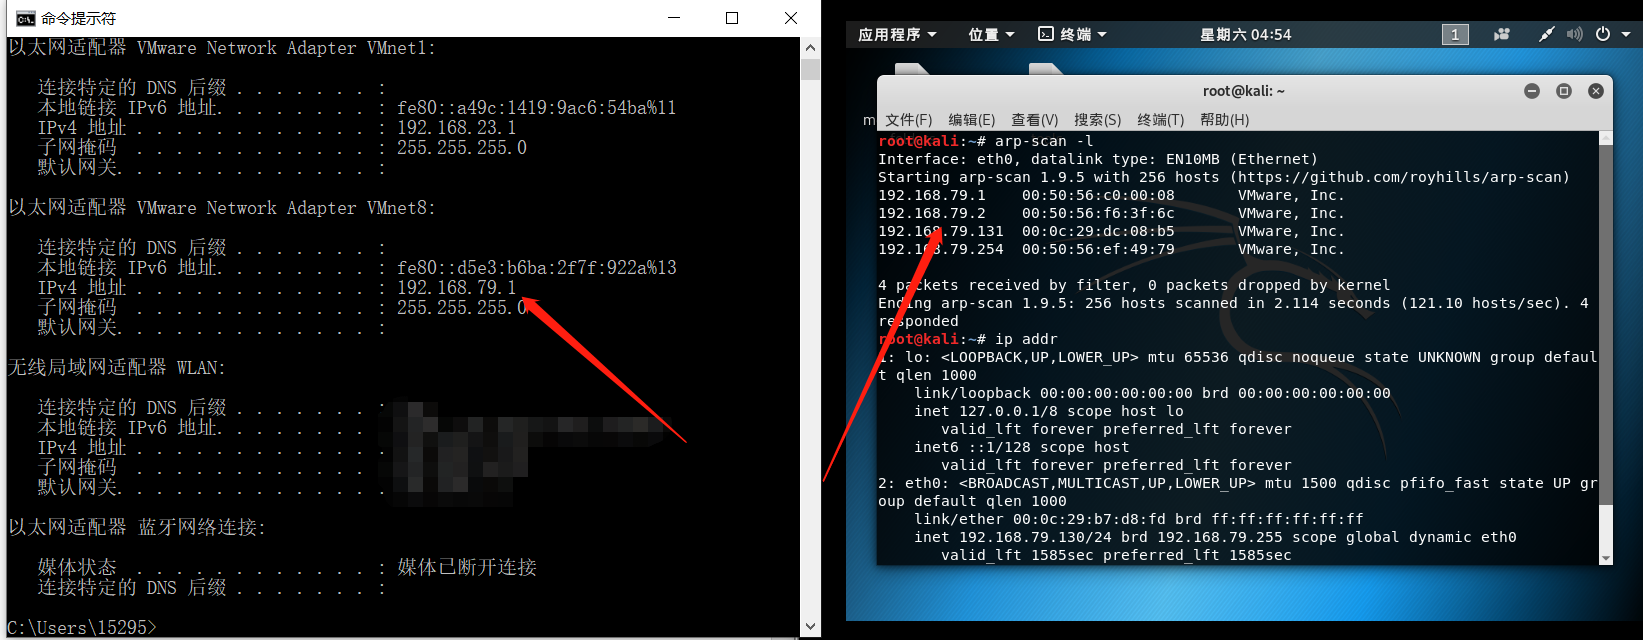 命令提示符
以太网适配器 VMware Network Adapter VMnet1:
连接特定的 DNS 后缀 . . . . . . . :
本地链接 IPv6 地址. . . . . . . . : fe80::a49c:1419:9ac6:54ba%11
IPv4 地址 . . . . . . . . . . . . : 192.168.23.1
子网掩码  . . . . . . . . . . . . : 255.255.255.0
默认网关. . . . . . . . . . . . . :
以太网适配器 VMware Network Adapter VMnet8:
连接特定的 DNS 后缀 . . . . . . . :
本地链接 IPv6 地址. . . . . . . . : fe80::d5e3:b6ba:2f7f:922a%13
IPv4 地址 . . . . . . . . . . . . : 192.168.79.1
子网掩码  . . . . . . . . . . . . : 255.255.255.0
默认网关. . . . . . . . . . . . . :
无线局域网适配器 WLAN:
连接特定的 DNS 后缀 . . . . . . . :
本地链接 IPv6 地址. . . . . . . .
IPv4 地址 . . . . . . . . . . . .
子网掩码  . . . . . . . . . . . .
默认网关. . . . . . . . . . . . .
以太网适配器 蓝牙网络连接:
媒体状态  . . . . . . . . . . . . : 媒体已断开连接
连接特定的 DNS 后缀 . . . . . . . :
C:\Users\15295>
应用程序 位置 终端 星期六 04:54 1
root@kali: ~
文件(F) 编辑(E) 查看(V) 搜索(S) 终端(T) 帮助(H)
root@kali:~# arp-scan -l
Interface: eth0, datalink type: EN10MB (Ethernet)
Starting arp-scan 1.9.5 with 256 hosts (https://github.com/royhills/arp-scan)
192.168.79.1    00:50:56:c0:00:08       VMware, Inc.
192.168.79.2    00:50:56:f6:3f:6c       VMware, Inc.
192.168.79.131  00:0c:29:dc:08:b5       VMware, Inc.
192.168.79.254  00:50:56:ef:49:79       VMware, Inc.
4 packets received by filter, 0 packets dropped by kernel
Ending arp-scan 1.9.5: 256 hosts scanned in 2.114 seconds (121.10 hosts/sec). 4
responded
root@kali:~# ip addr
1: lo: <LOOPBACK,UP,LOWER_UP> mtu 65536 qdisc noqueue state UNKNOWN group defaul
t qlen 1000
link/loopback 00:00:00:00:00:00 brd 00:00:00:00:00:00
inet 127.0.0.1/8 scope host lo
valid_lft forever preferred_lft forever
inet6 ::1/128 scope host
valid_lft forever preferred_lft forever
2: eth0: <BROADCAST,MULTICAST,UP,LOWER_UP> mtu 1500 qdisc pfifo_fast state UP gr
oup default qlen 1000
link/ether 00:0c:29:b7:d8:fd brd ff:ff:ff:ff:ff:ff
inet 192.168.79.130/24 brd 192.168.79.255 scope global dynamic eth0
valid_lft 1585sec preferred_lft 1585sec